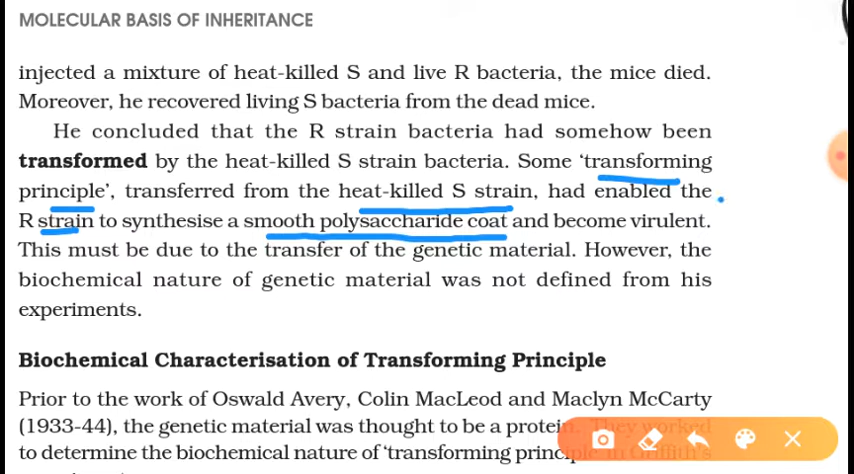 MOLECULAR BASIS OF INHERITANCE
injected a mixture of heat-killed S and live R bacteria, the mice died.
Moreover, he recovered living S bacteria from the dead mice.
He concluded that the R strain bacteria had somehow been
transformed by the heat-killed S strain bacteria. Some ‘transforming
principle’, transferred from the heat-killed S strain, had enabled the
R strain to synthesise a smooth polysaccharide coat and become virulent.
This must be due to the transfer of the genetic material. However, the
biochemical nature of genetic material was not defined from his
experiments.
Biochemical Characterisation of Transforming Principle
Prior to the work of Oswald Avery, Colin MacLeod and Maclyn McCarty
(1933-44), the genetic material was thought to be a protein. They worked
to determine the biochemical nature of ‘transforming principle’ in Griffith's